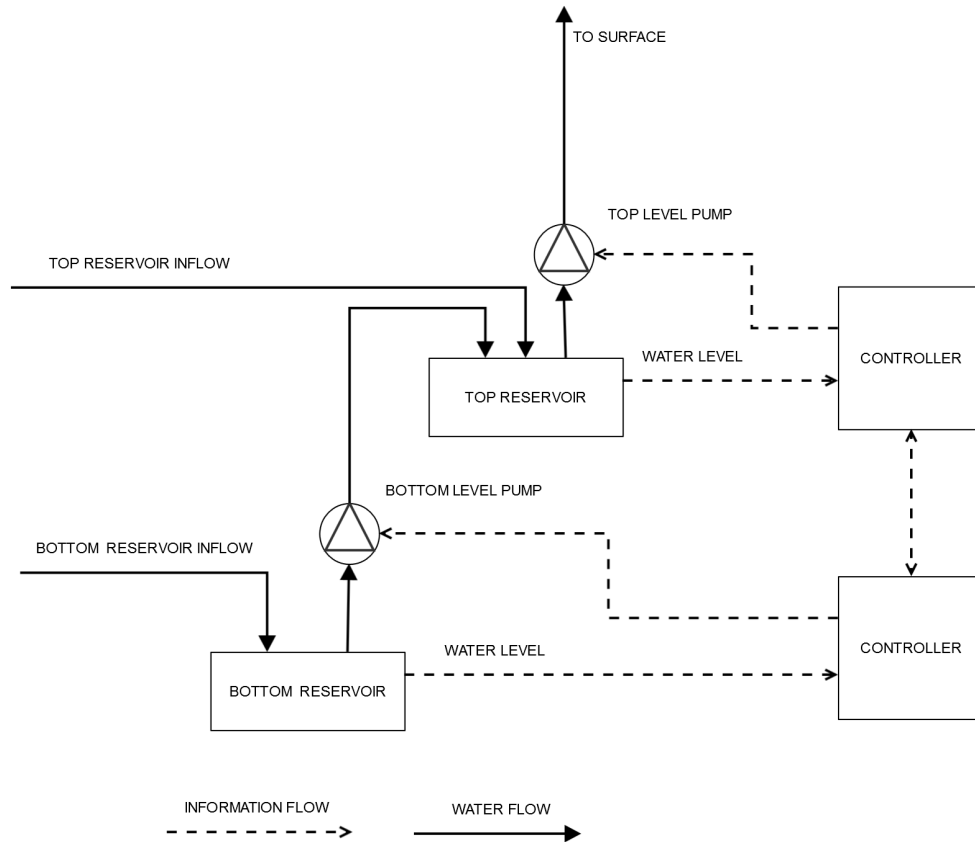 TO SURFACE
TOP LEVEL PUMP
TOP RESERVOIR INFLOW
WATER LEVEL
CONTROLLER
TOP RESERVOIR
BOTTOM LEVEL PUMP
BOTTOM RESERVOIR INFLOW
WATER LEVEL
CONTROLLER
BOTTOM RESERVOIR
INFORMATION FLOW
WATER FLOW